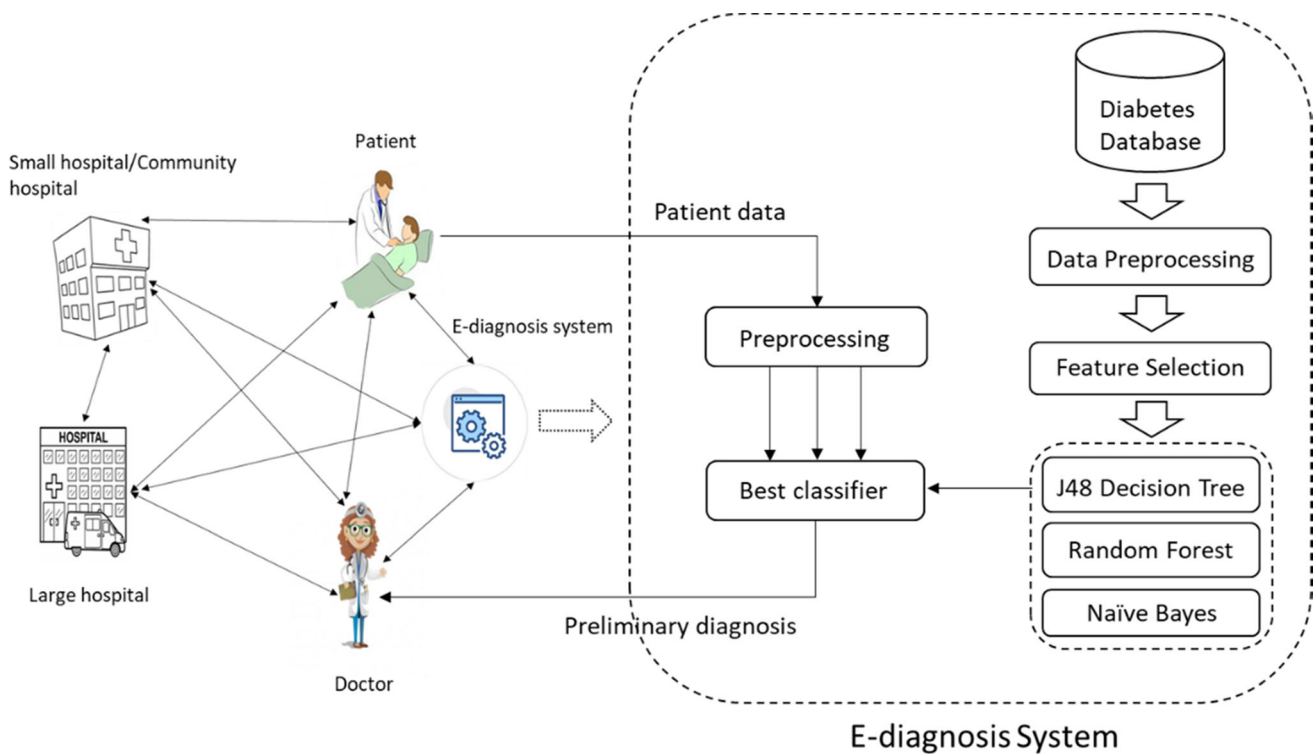 Patient
Small hospital/Community
hospital
E-diagnosis system
HOSPITAL
Large hospital
Doctor
Patient data
Preprocessing
Best classifier
Preliminary diagnosis
Diabetes
Database
Data Preprocessing
Feature Selection
J48 Decision Tree
Random Forest
Naïve Bayes
E-diagnosis System